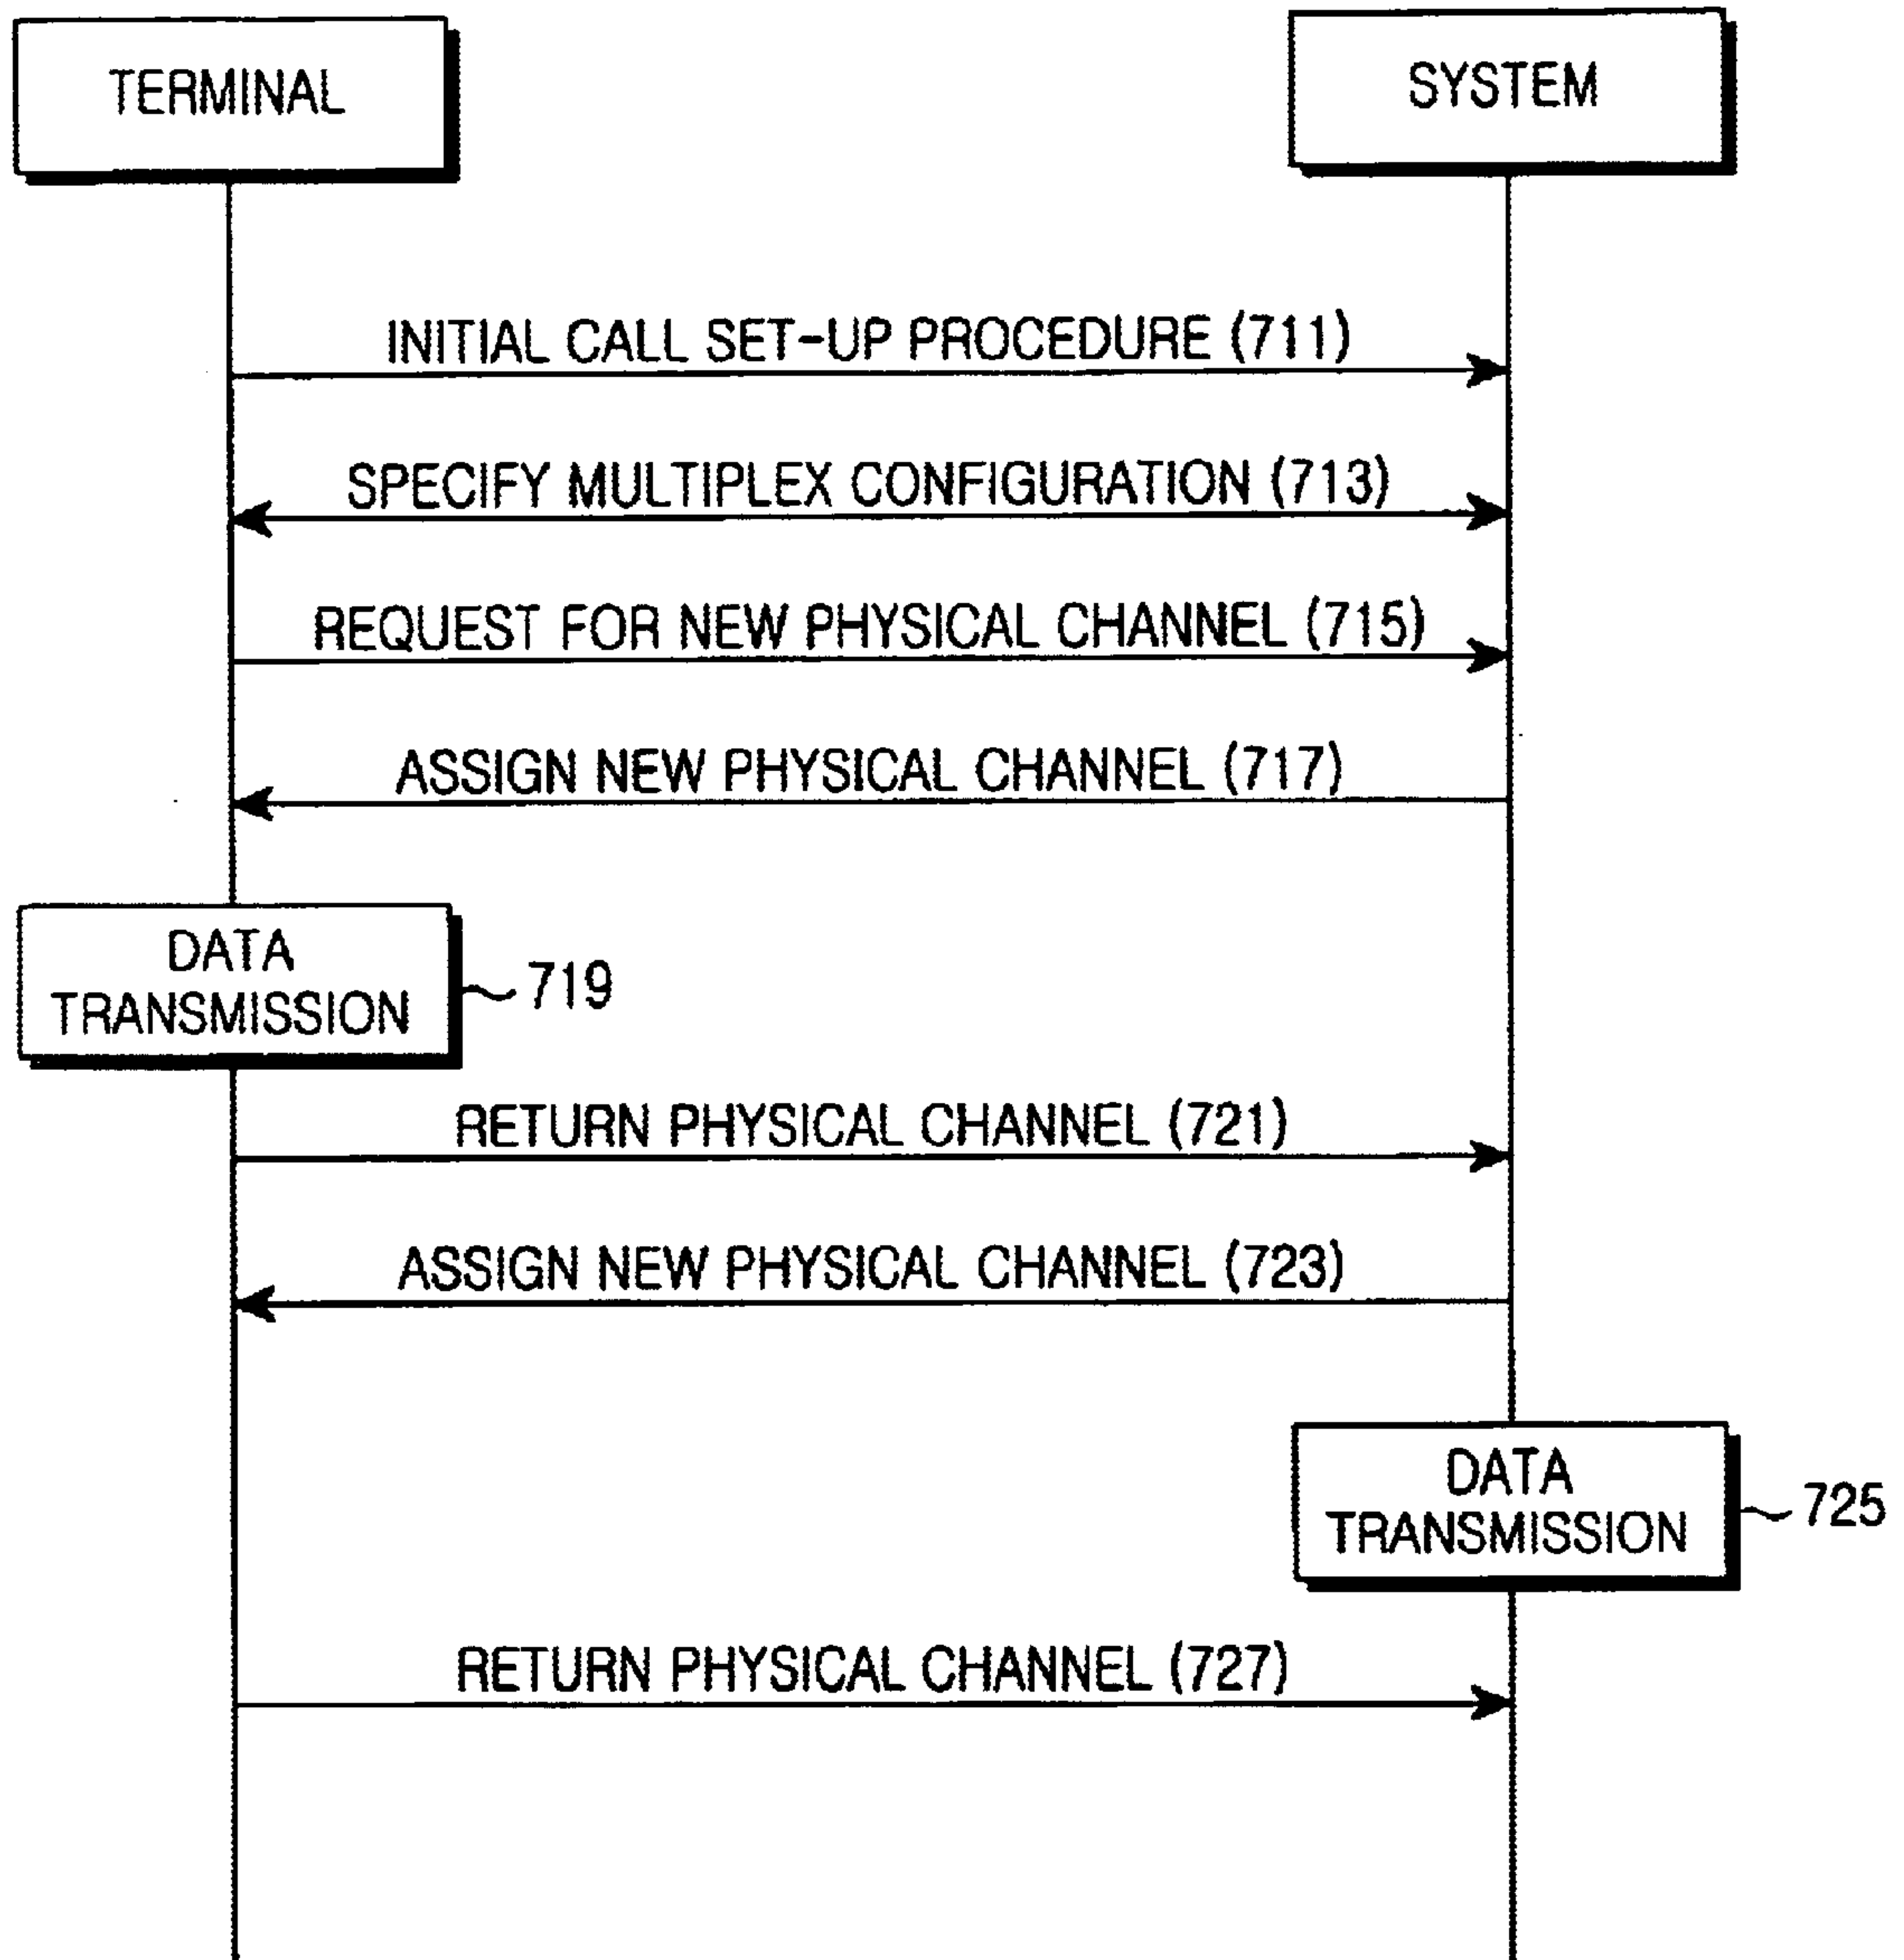 TERMINAL
SYSTEM
INITIAL CALL SET-UP PROCEDURE (711)
SPECIFY MULTIPLEX CONFIGURATION (713)
REQUEST FOR NEW PHYSICAL CHANNEL (715)
ASSIGN NEW PHYSICAL CHANNEL (717)
DATA
TRANSMISSION
719
RETURN PHYSICAL CHANNEL (721)
ASSIGN NEW PHYSICAL CHANNEL (723)
DATA
TRANSMISSION
725
RETURN PHYSICAL CHANNEL (727)